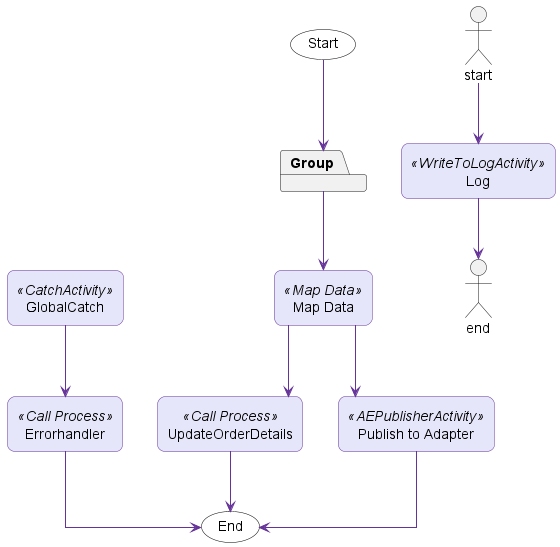 Start
start
Group
«WriteToLogActivity»
Log
«CatchActivity»
GlobalCatch
«Map Data»
Map Data
end
«Call Process»
Errorhandler
«Call Process»
UpdateOrderDetails
«AEPublisherActivity»
Publish to Adapter
End